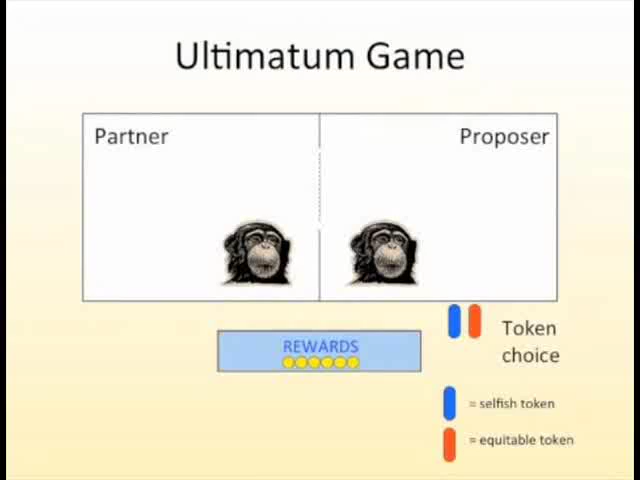 Ultimatum Game
Partner
Proposer
Token
choice
REWARDS
= selfish token
= equitable token